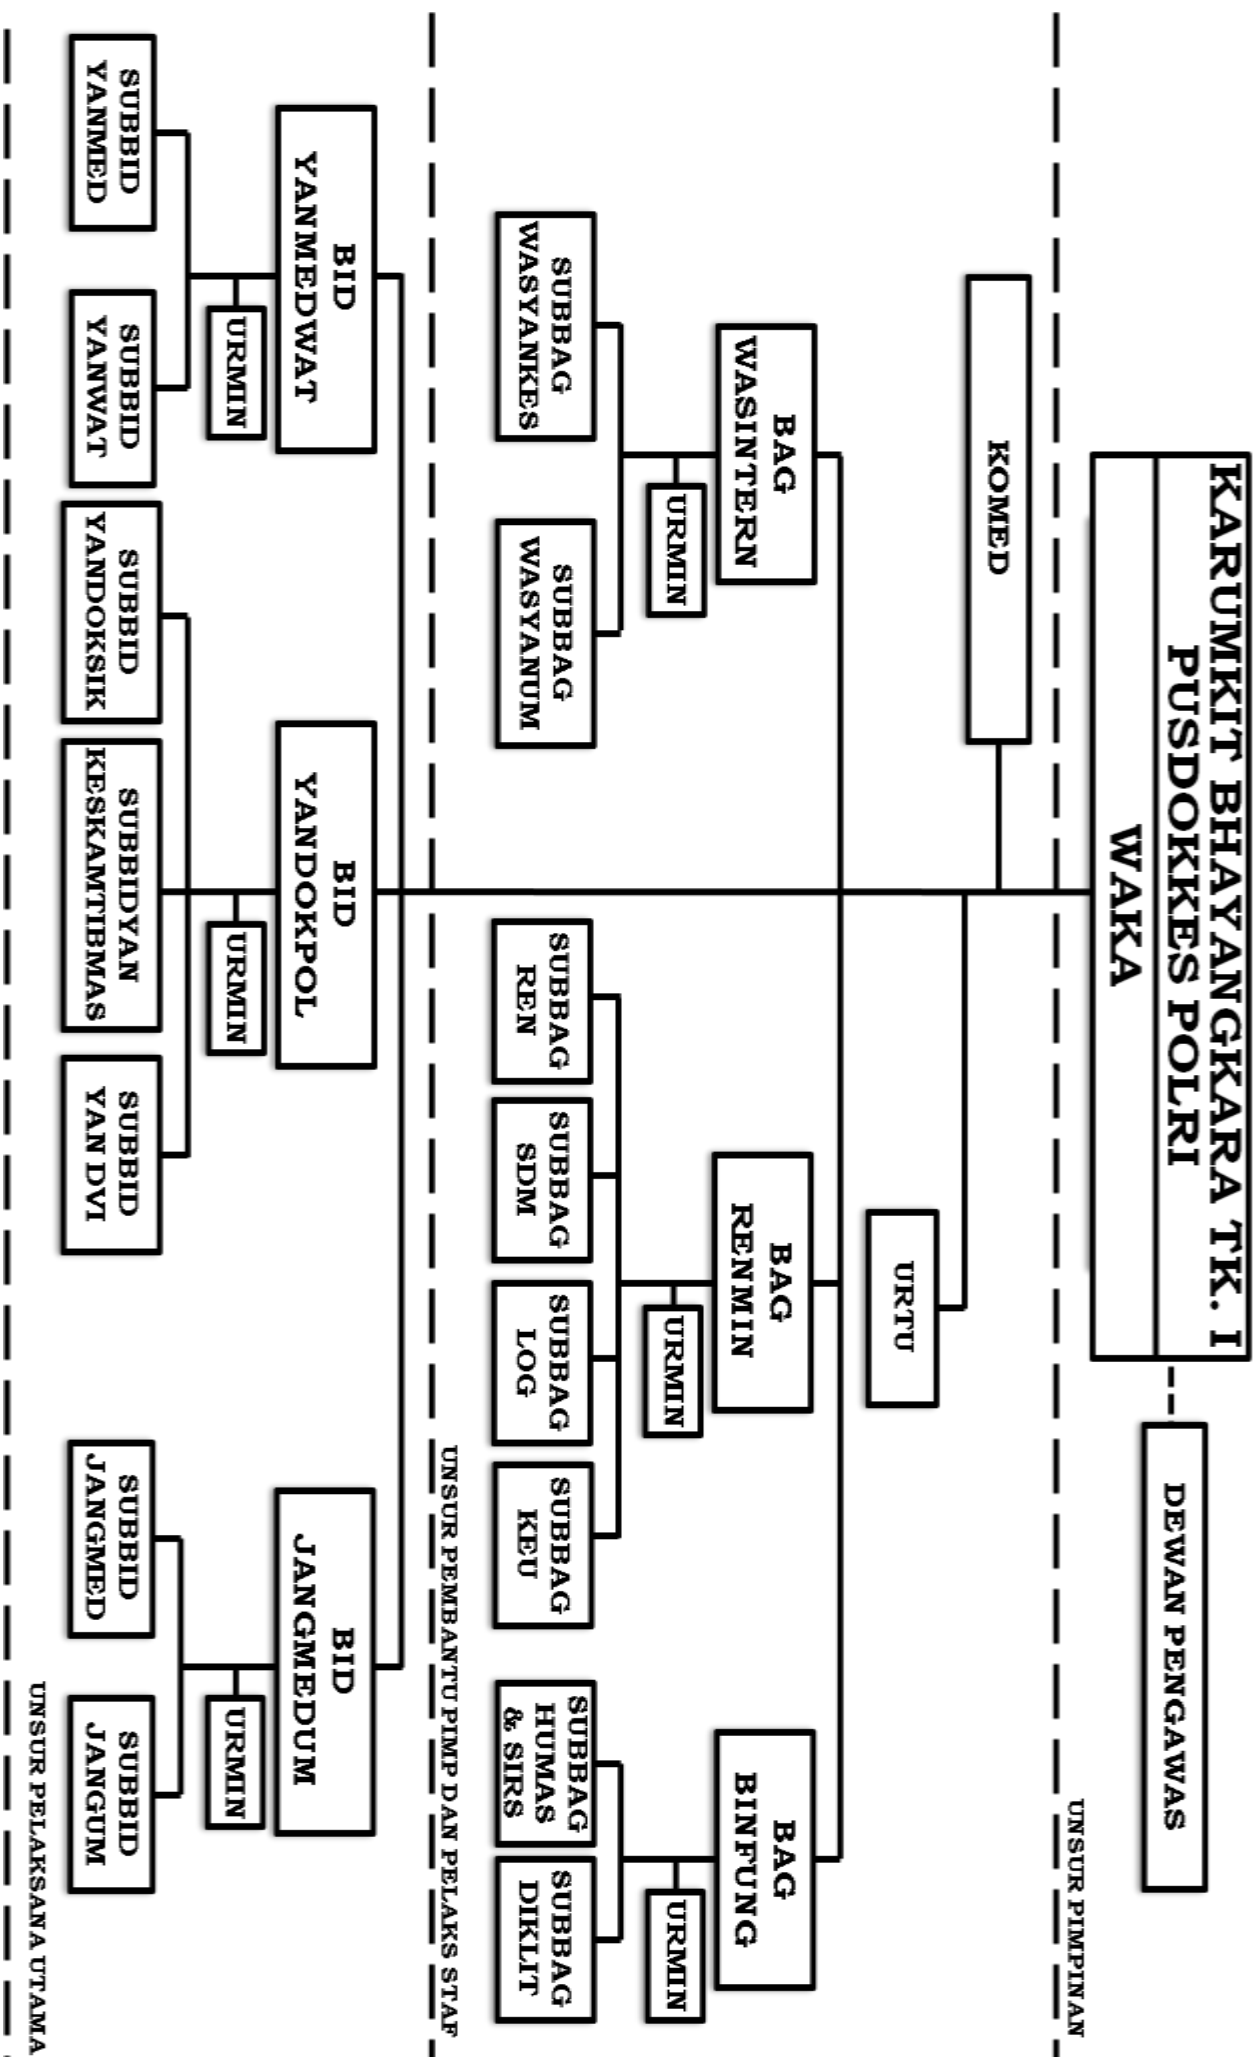 KARUMKIT BHAYANGKARA TK. I
PUSDOKKES POLRI
WAKA
DEWAN PENGAWAS
UNSUR PIMPINAN
KOMED
URTU
BAG
WASINTERN
URMIN
SUBBAG
WASYANKES
SUBBAG
WASYANUM
BAG
RENMIN
URMIN
SUBBAG
REN
SUBBAG
SDM
SUBBAG
LOG
SUBBAG
KEU
BAG
BINFUNG
URMIN
SUBBAG
HUMAS
& SIRS
SUBBAG
DIKLIT
UNSUR PEMBANTU PIMP DAN PELAKS STAF
BID
YANMEDWAT
URMIN
SUBBID
YANMED
SUBBID
YANWAT
BID
YANDOKPOL
URMIN
SUBBID
YANDOKSIK
SUBBIDYAN
KESKAMTIBMAS
SUBBID
YAN DVI
BID
JANGMEDUM
URMIN
SUBBID
JANGMED
SUBBID
JANGUM
UNSUR PELAKSANA UTAMA